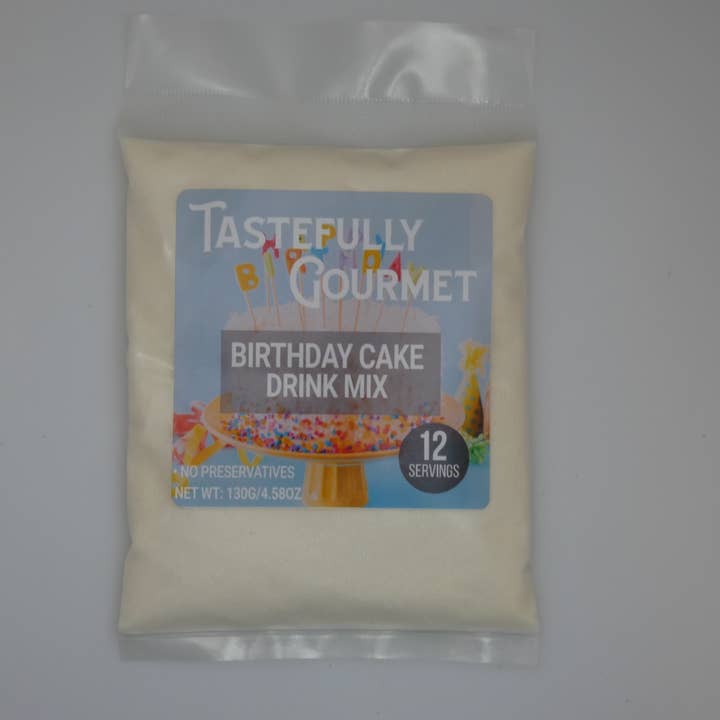 TASTEFULLY
GOURMET
BIRTHDAY CAKE
DRINK MIX
12
SERVINGS
• NO PRESERVATIVES
NET WT: 130G/4.58OZ